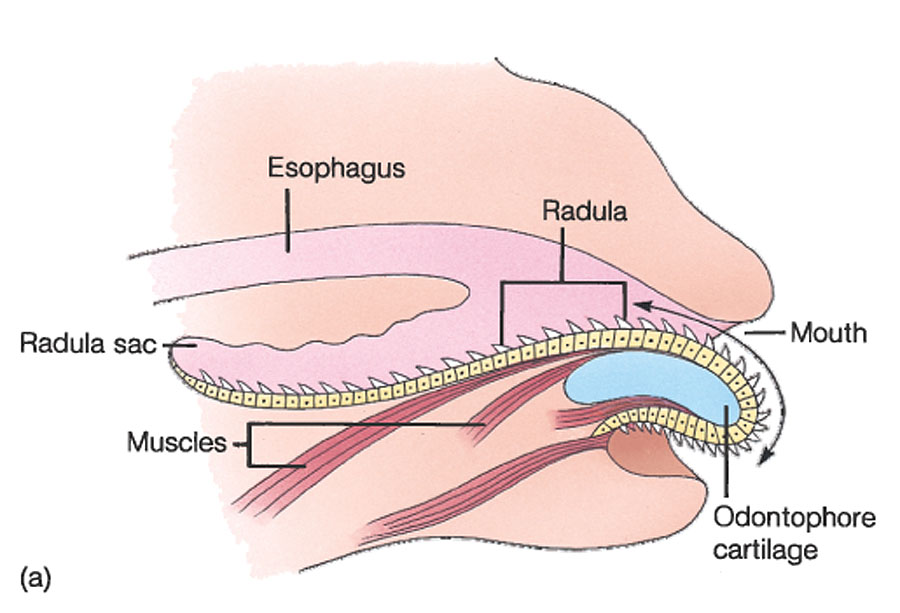 Esophagus
Radula
Radula sac
Mouth
Muscles
Odontophore
cartilage
(a)